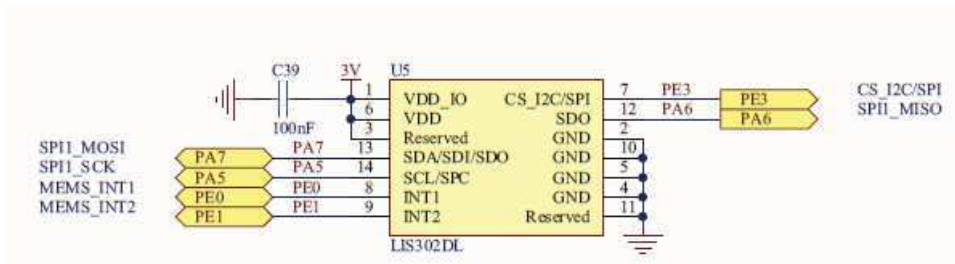 C39 3V U5
1 VDD_IO CS_I2C/SPI 7 PE3 PE3 CS_I2C/SPI
6 VDD SDO 12 PA6 PA6 SPI1_MISO
100nF 3 Reserved GND 2
SPI1_MOSI PA7 PA7 13 SDA/SDI/SDO GND 10
SPI1_SCK PA5 PA5 14 SCL/SPC GND 5
MEMS_INT1 PE0 PE0 8 INT1 GND 4
MEMS_INT2 PE1 PE1 9 INT2 Reserved 11
LIS302DL